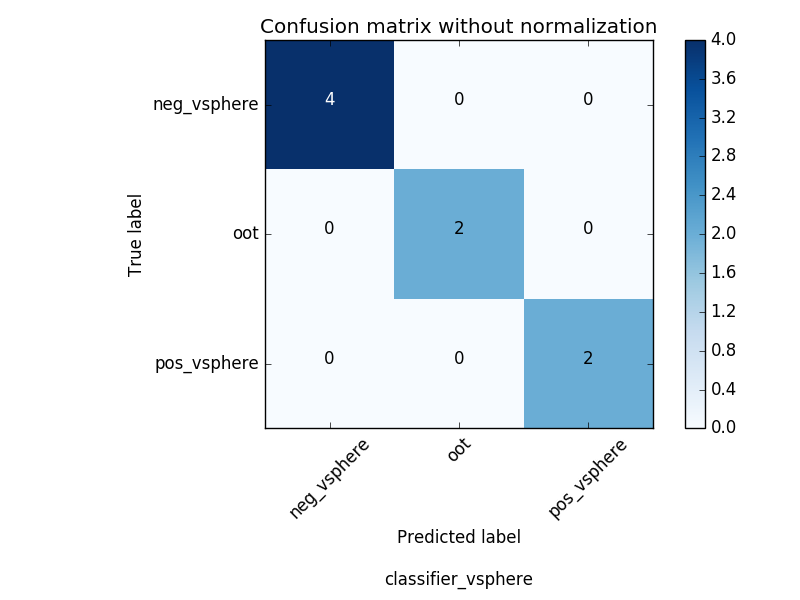 Confusion matrix without normalization
neg_vsphere 4 0 0
oot 0 2 0
pos_vsphere 0 0 2
True label
neg_vsphere oot pos_vsphere
Predicted label
classifier_vsphere
4.0
3.6
3.2
2.8
2.4
2.0
1.6
1.2
0.8
0.4
0.0